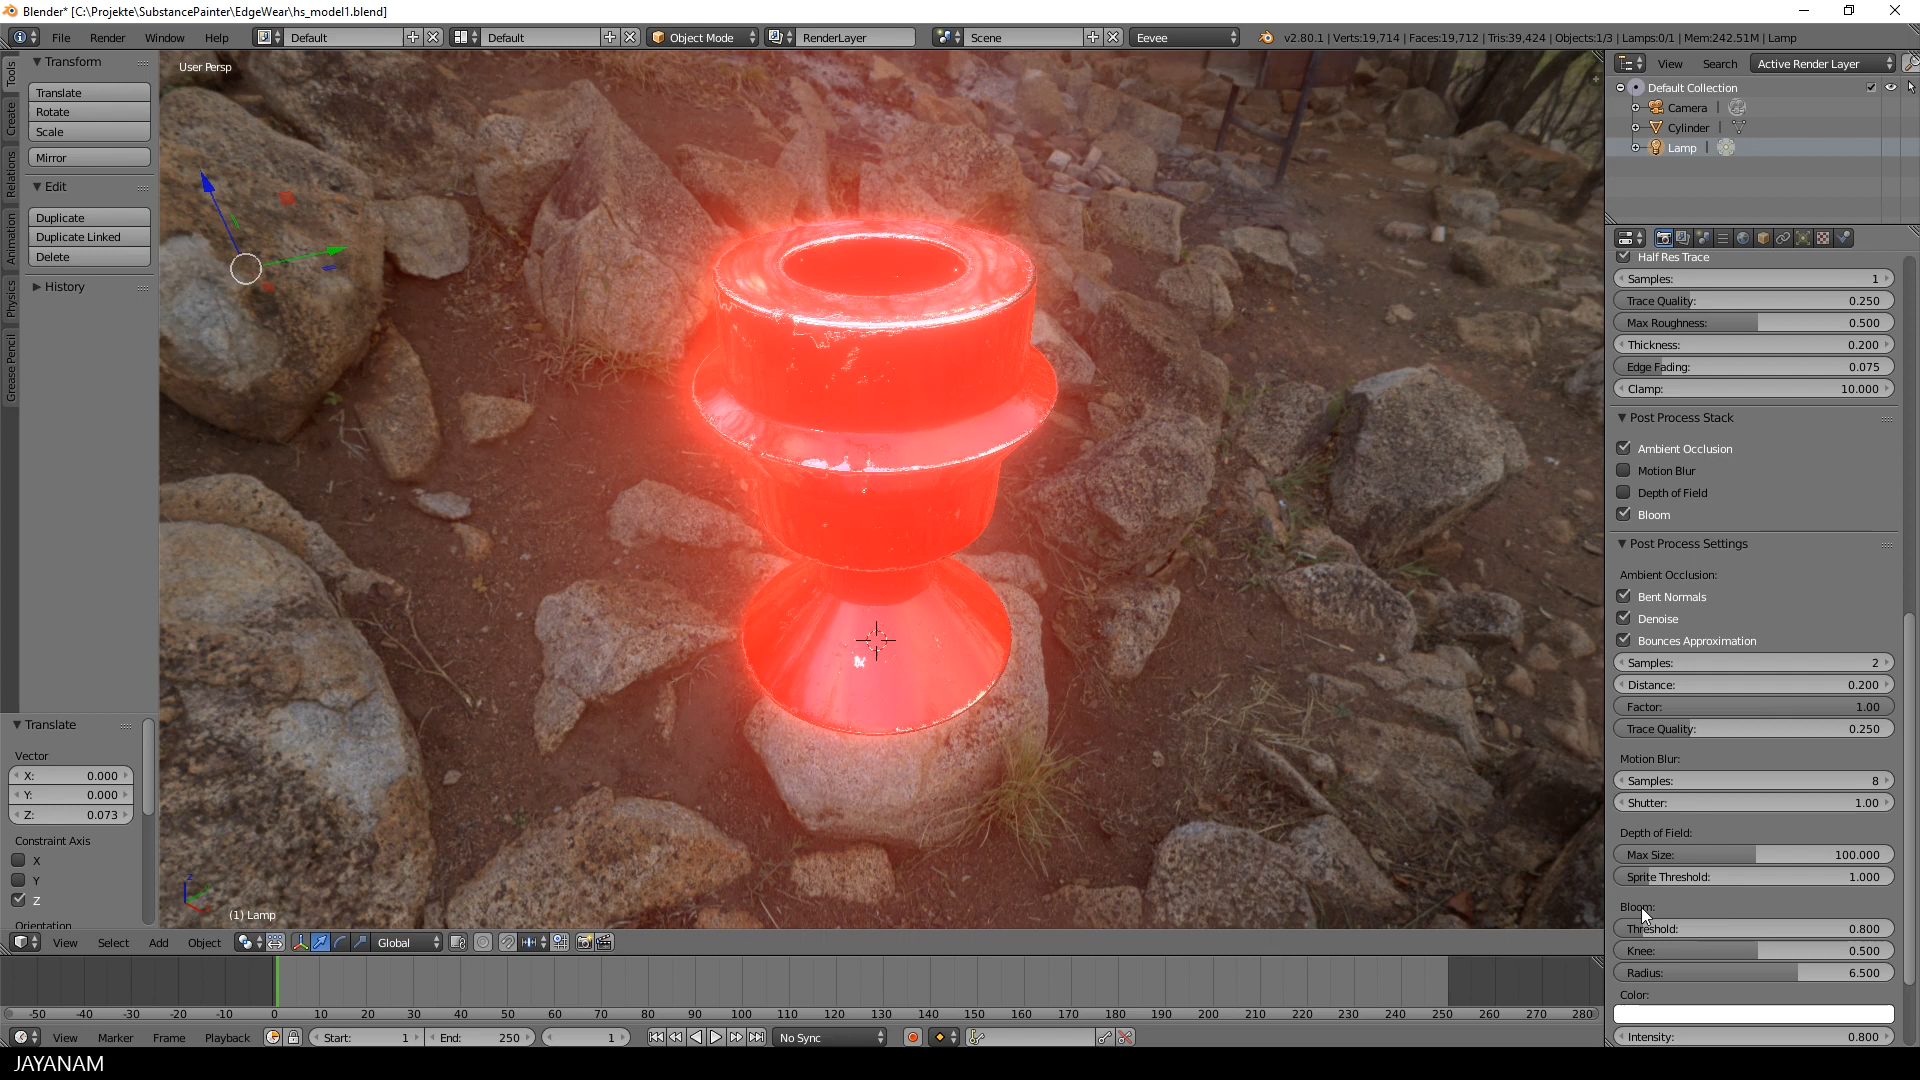 Blender* [C:\Projekte\SubstancePainter\EdgeWear\hs_model1.blend]
File Render Window Help Default Default Object Mode RenderLayer Scene Eevee v2.80.1 | Verts:19,714 | Faces:19,712 | Tris:39,424 | Objects:1/3 | Lamps:0/1 | Mem:242.51M | Lamp
Tools
Create
Relations
Animation
Physics
Grease Pencil
Transform
Translate
Rotate
Scale
Mirror
Edit
Duplicate
Duplicate Linked
Delete
History
Translate
Vector
X: 0.000
Y: 0.000
Z: 0.073
Constraint Axis
X
Y
Z
Orientation
User Persp
Z
(1) Lamp
View Select Add Object Global
-50 -40 -30 -20 -10 0 10 20 30 40 50 60 70 80 90 100 110 120 130 140 150 160 170 180 190 200 210 220 230 240 250 260 270 280
View Marker Frame Playback Start: 1 End: 250 1 No Sync
View Search Active Render Layer
Default Collection
Camera
Cylinder
Lamp
Half Res Trace
Samples: 1
Trace Quality: 0.250
Max Roughness: 0.500
Thickness: 0.200
Edge Fading: 0.075
Clamp: 10.000
Post Process Stack
Ambient Occlusion
Motion Blur
Depth of Field
Bloom
Post Process Settings
Ambient Occlusion:
Bent Normals
Denoise
Bounces Approximation
Samples: 2
Distance: 0.200
Factor: 1.00
Trace Quality: 0.250
Motion Blur:
Samples: 8
Shutter: 1.00
Depth of Field:
Max Size: 100.000
Sprite Threshold: 1.000
Bloom:
Threshold: 0.800
Knee: 0.500
Radius: 6.500
Color:
Intensity: 0.800
JAYANAM